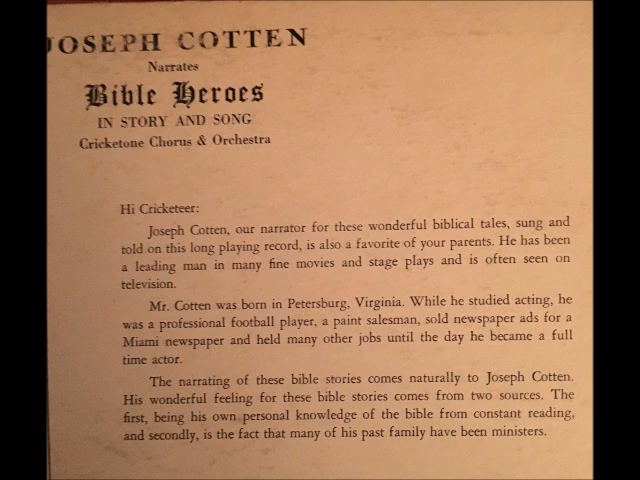 JOSEPH COTTEN
Narrates
Bible Heroes
IN STORY AND SONG
Cricketone Chorus & Orchestra
Hi Cricketeer:
Joseph Cotten, our narrator for these wonderful biblical tales, sung and
told on this long playing record, is also a favorite of your parents. He has been
a leading man in many fine movies and stage plays and is often seen on
television.
Mr. Cotten was born in Petersburg, Virginia. While he studied acting, he
was a professional football player, a paint salesman, sold newspaper ads for a
Miami newspaper and held many other jobs until the day he became a full
time actor.
The narrating of these bible stories comes naturally to Joseph Cotten.
His wonderful feeling for these bible stories comes from two sources. The
first, being his own personal knowledge of the bible from constant reading,
and secondly, is the fact that many of his past family have been ministers.